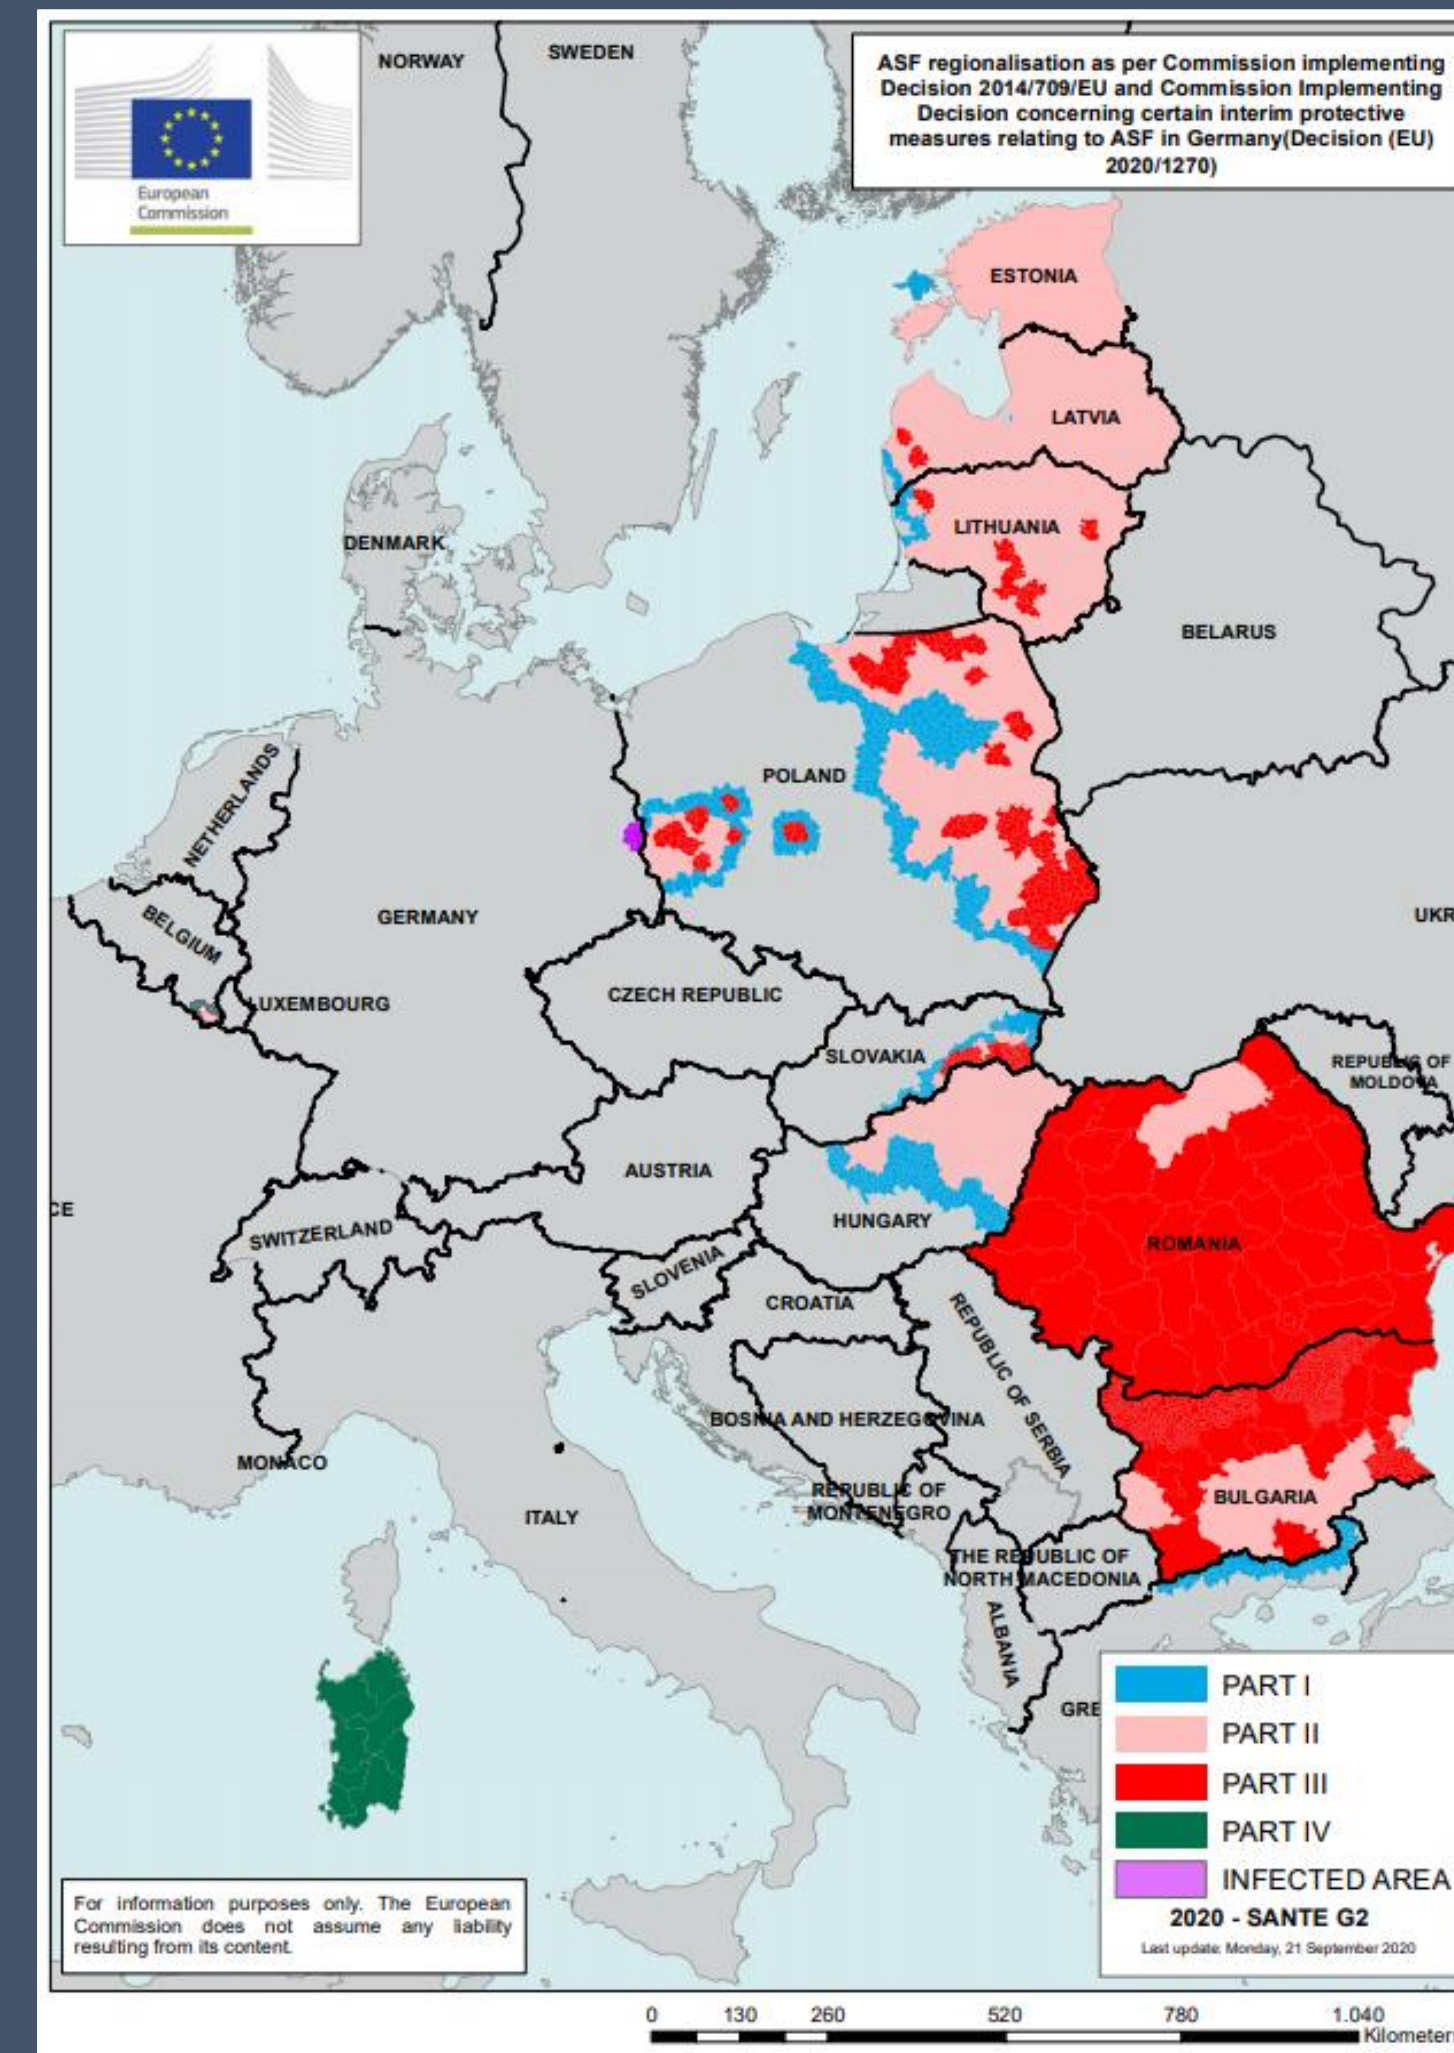 European
Commission
NORWAY
SWEDEN
ASF regionalisation as per Commission implementing
Decision 2014/709/EU and Commission Implementing
Decision concerning certain interim protective
measures relating to ASF in Germany(Decision (EU)
2020/1270)
ESTONIA
LATVIA
LITHUANIA
DENMARK
BELARUS
NETHERLANDS
POLAND
BELGIUM
GERMANY
UKR
LUXEMBOURG
CZECH REPUBLIC
SLOVAKIA
REPUBLIC OF
MOLDOVA
AUSTRIA
CE
SWITZERLAND
HUNGARY
ROMANIA
SLOVENIA
CROATIA
REPUBLIC OF SERBIA
BOSNIA AND HERZEGOVINA
MONACO
REPUBLIC OF
MONTENEGRO
BULGARIA
ITALY
THE REPUBLIC OF
NORTH MACEDONIA
ALBANIA
GRE
PART I
PART II
PART III
PART IV
INFECTED AREA
2020 - SANTE G2
Last update: Monday, 21 September 2020
For information purposes only. The European
Commission does not assume any liability
resulting from its content.
0 130 260 520 780 1.040
Kilometers